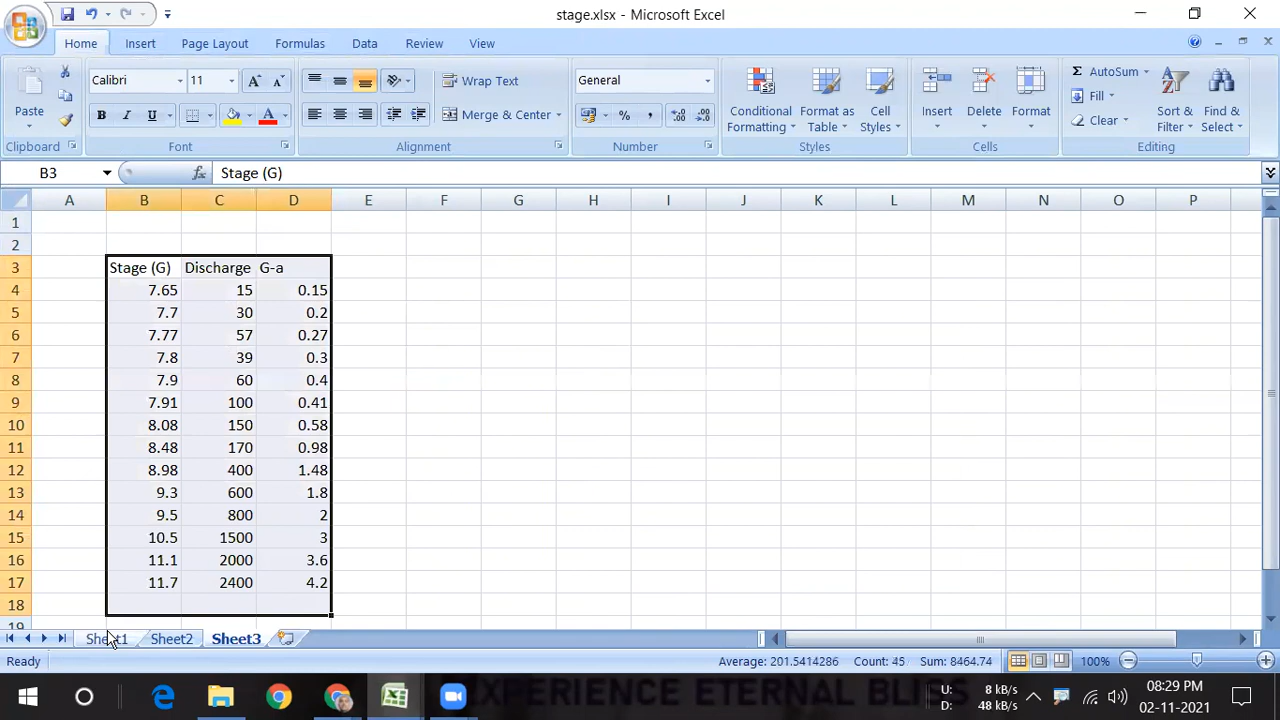 stage.xlsx - Microsoft Excel
Home Insert Page Layout Formulas Data Review View
Paste
Clipboard
Calibri 11
B I U
Font
Wrap Text
Merge & Center
Alignment
General
% ,
Number
Conditional Formatting
Format as Table
Cell Styles
Styles
Insert Delete Format
Cells
Σ AutoSum
Fill
Clear
Sort & Filter
Find & Select
Editing
B3 fx Stage (G)
A B C D E F G H I J K L M N O P
1
2
3 Stage (G) Discharge G-a
4 7.65 15 0.15
5 7.7 30 0.2
6 7.77 57 0.27
7 7.8 39 0.3
8 7.9 60 0.4
9 7.91 100 0.41
10 8.08 150 0.58
11 8.48 170 0.98
12 8.98 400 1.48
13 9.3 600 1.8
14 9.5 800 2
15 10.5 1500 3
16 11.1 2000 3.6
17 11.7 2400 4.2
18
19
Sheet1 Sheet2 Sheet3
Ready Average: 201.5414286 Count: 45 Sum: 8464.74 100%
EXPERIENCE ETERNAL BLISS
U: 8 kB/s
D: 48 kB/s
08:29 PM
02-11-2021